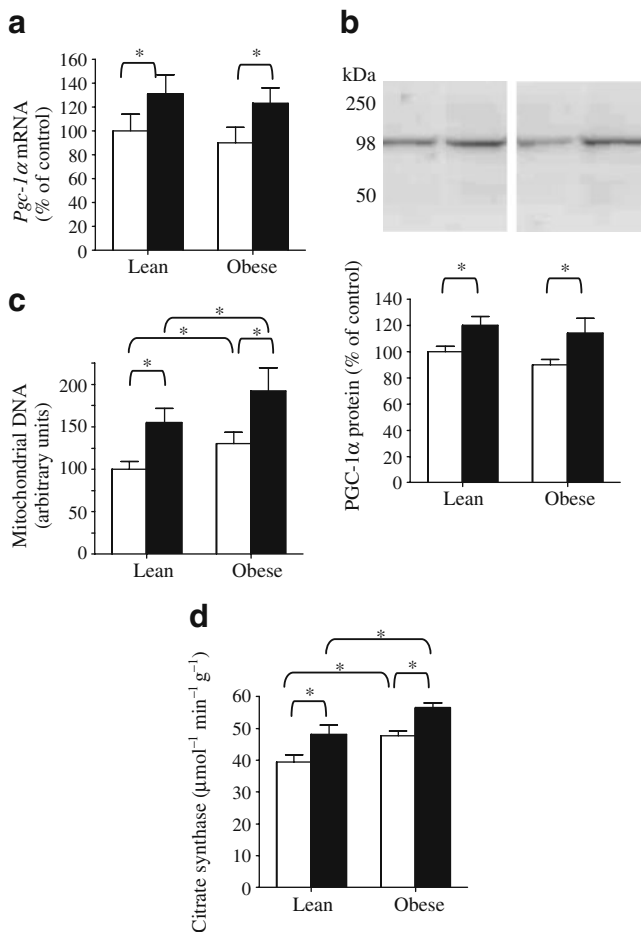 a
Pgc-1α mRNA
(% of control)
160
140
120
100
80
60
40
20
0
*
*
Lean
Obese
b
kDa
250
98
50
PGC-1α protein (% of control)
140
120
100
80
60
40
20
0
*
*
Lean
Obese
c
Mitochondrial DNA
(arbitrary units)
200
150
100
50
0
*
*
*
*
Lean
Obese
d
Citrate synthase (μmol⁻¹ min⁻¹ g⁻¹)
60
50
40
30
20
10
0
*
*
*
*
Lean
Obese